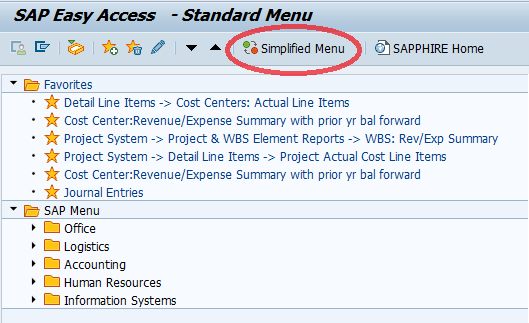 SAP Easy Access - Standard Menu
Simplified Menu SAPPHIRE Home
Favorites
Detail Line Items -> Cost Centers: Actual Line Items
Cost Center:Revenue/Expense Summary with prior yr bal forward
Project System -> Project & WBS Element Reports -> WBS: Rev/Exp Summary
Project System -> Detail Line Items -> Project Actual Cost Line Items
Cost Center:Revenue/Expense Summary with prior yr bal forward
Journal Entries
SAP Menu
Office
Logistics
Accounting
Human Resources
Information Systems